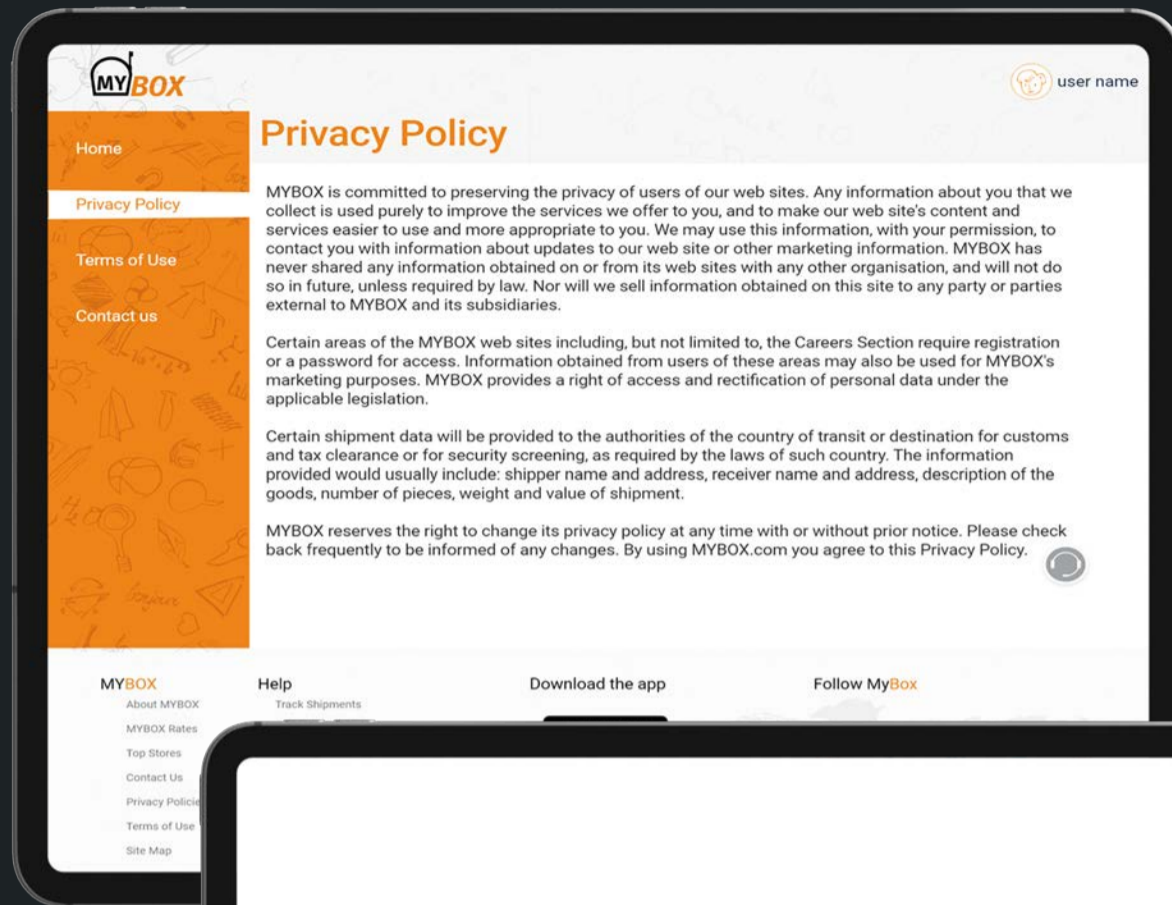 MYBOX
user name
Home
Privacy Policy
Terms of Use
Contact us
Privacy Policy
MYBOX is committed to preserving the privacy of users of our web sites. Any information about you that we
collect is used purely to improve the services we offer to you, and to make our web site's content and
services easier to use and more appropriate to you. We may use this information, with your permission, to
contact you with information about updates to our web site or other marketing information. MYBOX has
never shared any information obtained on or from its web sites with any other organisation, and will not do
so in future, unless required by law. Nor will we sell information obtained on this site to any party or parties
external to MYBOX and its subsidiaries.
Certain areas of the MYBOX web sites including, but not limited to, the Careers Section require registration
or a password for access. Information obtained from users of these areas may also be used for MYBOX's
marketing purposes. MYBOX provides a right of access and rectification of personal data under the
applicable legislation.
Certain shipment data will be provided to the authorities of the country of transit or destination for customs
and tax clearance or for security screening, as required by the laws of such country. The information
provided would usually include: shipper name and address, receiver name and address, description of the
goods, number of pieces, weight and value of shipment.
MYBOX reserves the right to change its privacy policy at any time with or without prior notice. Please check
back frequently to be informed of any changes. By using MYBOX.com you agree to this Privacy Policy.
MYBOX
About MYBOX
MYBOX Rates
Top Stores
Contact Us
Privacy Policie
Terms of Use
Site Map
Help
Track Shipments
Download the app
Follow MyBox